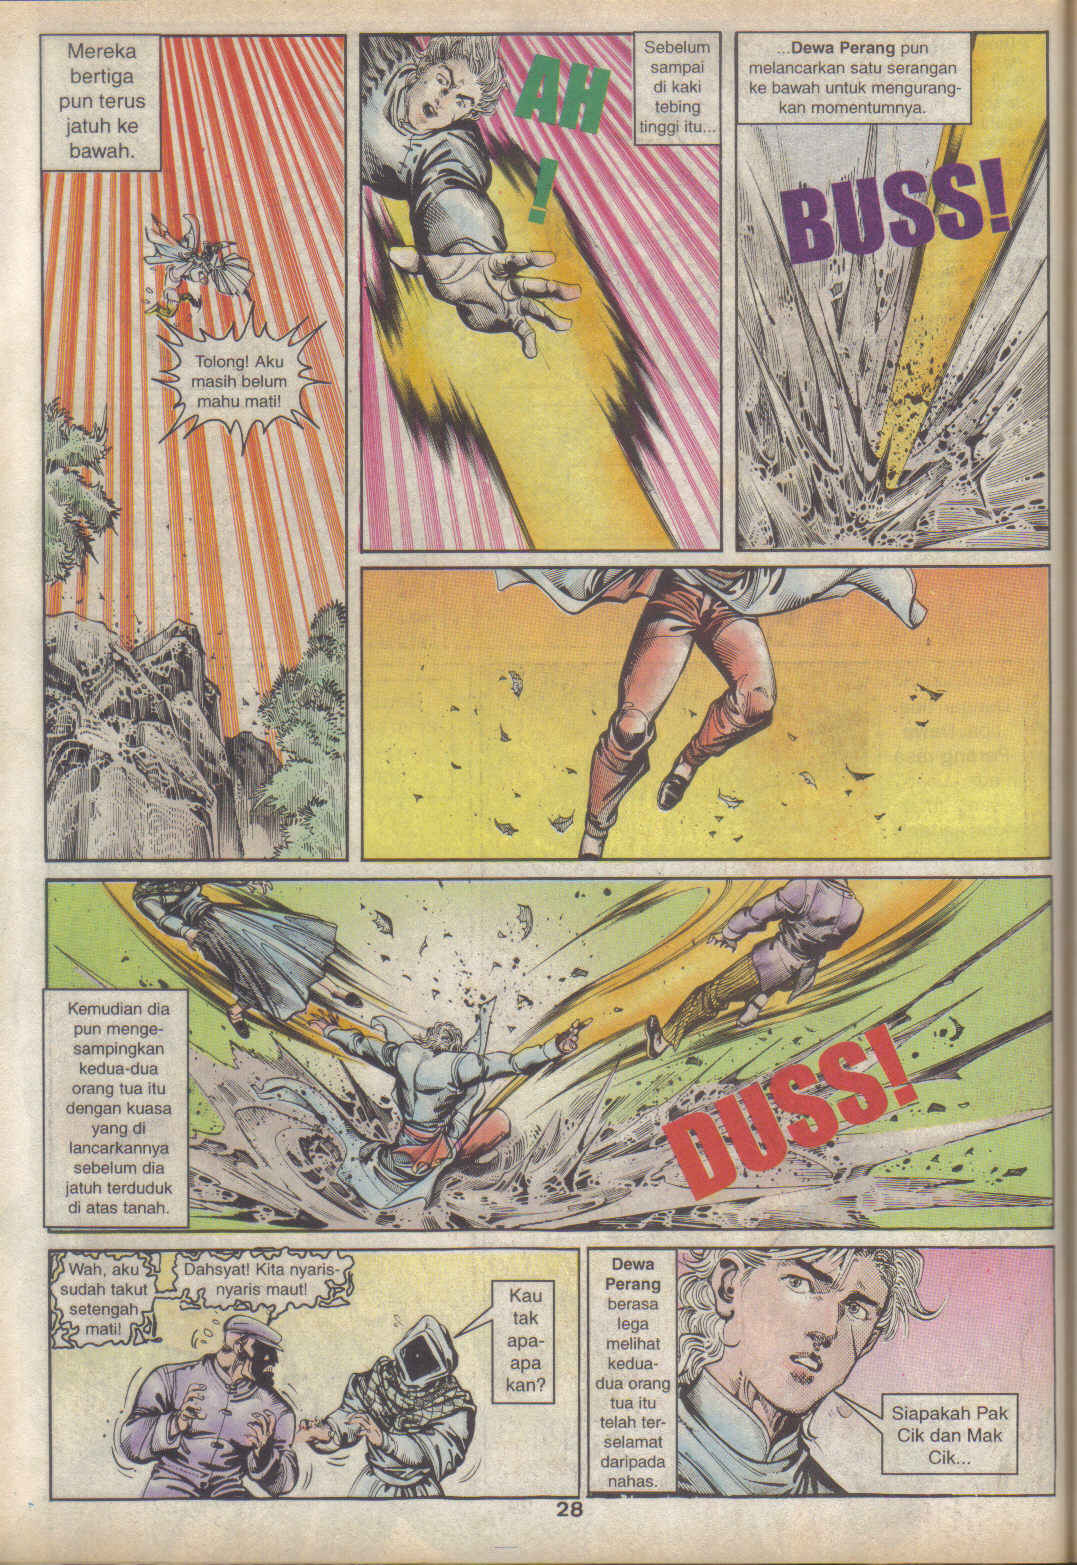 Mereka
bertiga
pun terus
jatuh ke
bawah.
Tolong! Aku
masih belum
mahu mati!
AH
!
Sebelum
sampai
di kaki
tebing
tinggi itu...
...Dewa Perang pun
melancarkan satu serangan
ke bawah untuk mengurang-
kan momentumnya.
BUSS!
Kemudian dia
pun menge-
sampingkan
kedua-dua
orang tua itu
dengan kuasa
yang di
lancarkannya
sebelum dia
jatuh terduduk
di atas tanah.
DUSS!
Wah, aku
sudah takut
setengah
mati!
Dahsyat! Kita nyaris-
nyaris maut!
Kau
tak
apa-
apa
kan?
Dewa
Perang
berasa
lega
melihat
kedua-
dua orang
tua itu
telah ter-
selamat
daripada
nahas.
Siapakah Pak
Cik dan Mak
Cik...
28